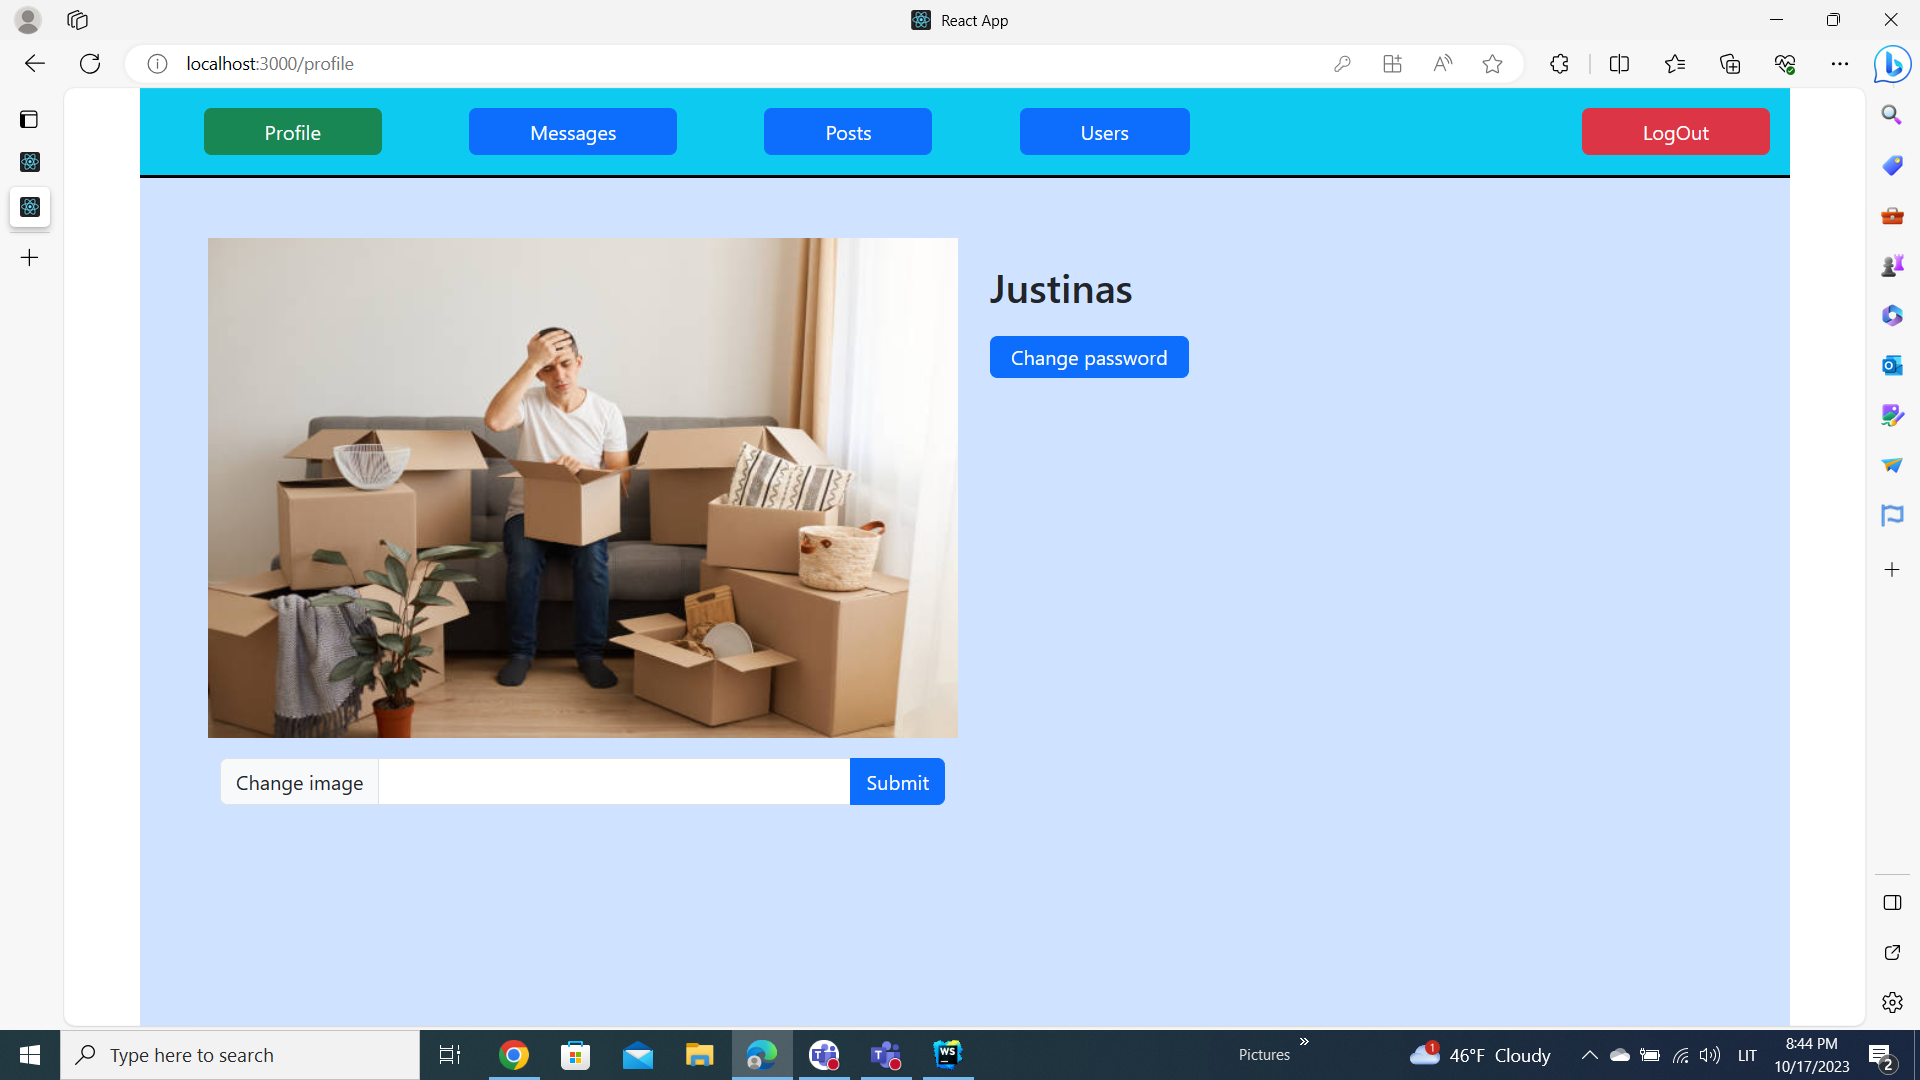 React App
localhost:3000/profile
Profile
Messages
Posts
Users
LogOut
Justinas
Change password
Change image
Submit
Type here to search
WS
Pictures
»
1
46°F Cloudy
LIT
8:44 PM
10/17/2023
2